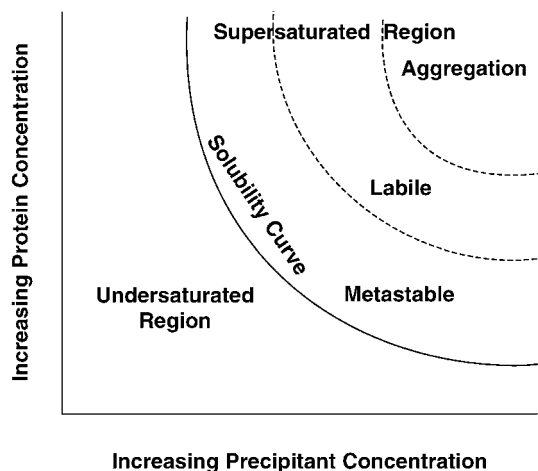 Supersaturated Region
Aggregation
Labile
Solubility Curve
Metastable
Undersaturated
Region
Increasing Protein Concentration
Increasing Precipitant Concentration